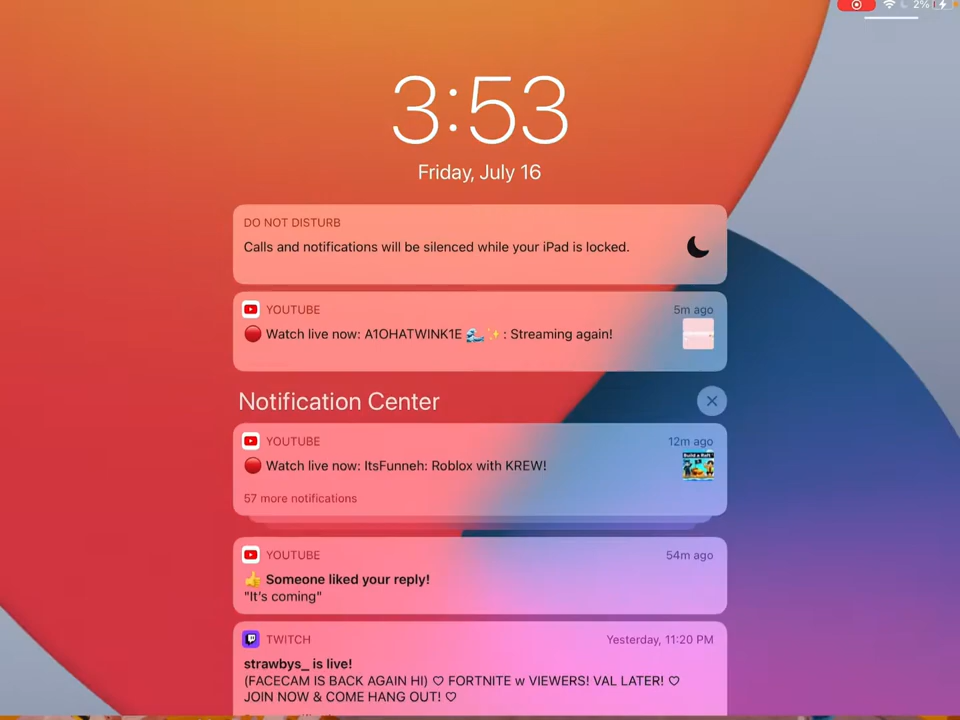 2%
3:53
Friday, July 16
DO NOT DISTURB
Calls and notifications will be silenced while your iPad is locked.
YOUTUBE 5m ago
🔴 Watch live now: A1OHATWINK1E 🌊✨: Streaming again!
Notification Center
YOUTUBE 12m ago
🔴 Watch live now: ItsFunneh: Roblox with KREW!
Build a Raft
57 more notifications
YOUTUBE 54m ago
👍 Someone liked your reply!
"It's coming"
TWITCH Yesterday, 11:20 PM
strawbys_ is live!
(FACECAM IS BACK AGAIN HI) ♡ FORTNITE w VIEWERS! VAL LATER! ♡
JOIN NOW & COME HANG OUT! ♡